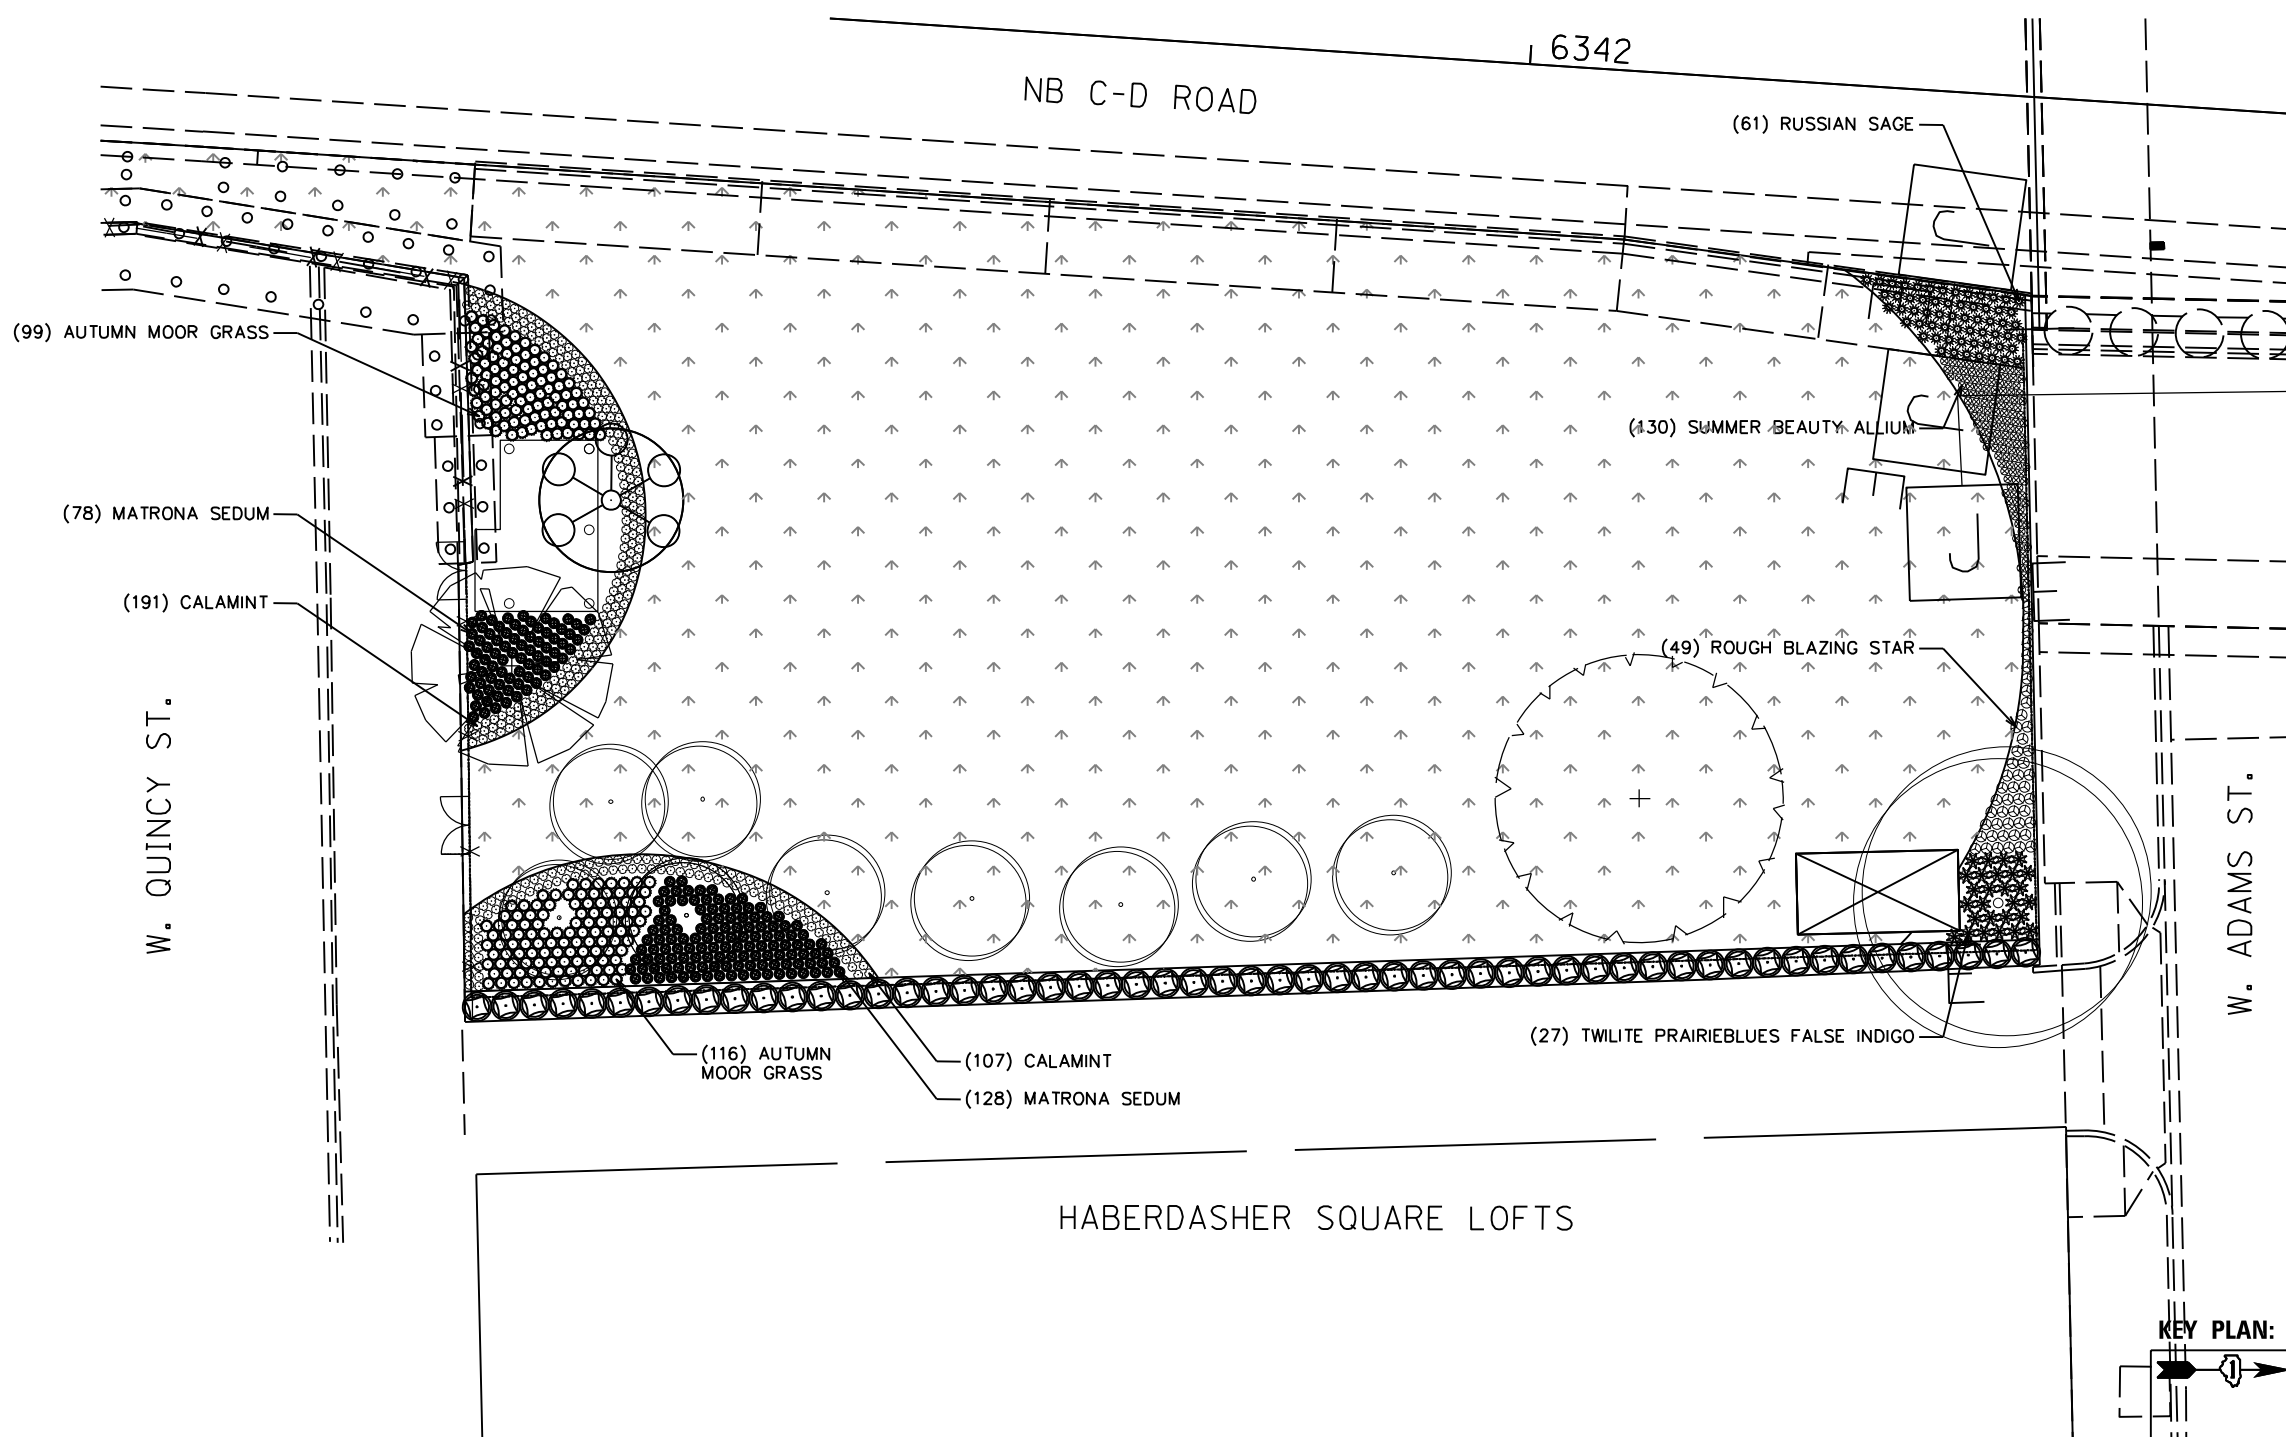 6342
NB C-D ROAD
(61) RUSSIAN SAGE
(99) AUTUMN MOOR GRASS
(130) SUMMER BEAUTY ALLIUM
(78) MATRONA SEDUM
(191) CALAMINT
(49) ROUGH BLAZING STAR
W. QUINCY ST.
W. ADAMS ST.
(27) TWILITE PRAIRIEBLUES FALSE INDIGO
(116) AUTUMN
MOOR GRASS
(107) CALAMINT
(128) MATRONA SEDUM
HABERDASHER SQUARE LOFTS
KEY PLAN:
1